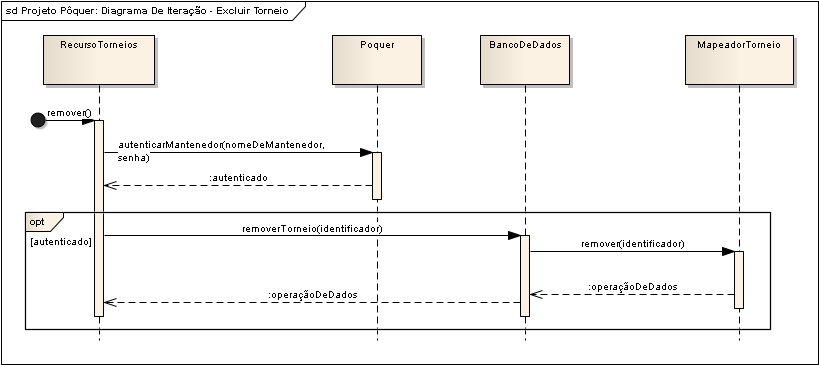 sd Projeto Pôquer: Diagrama De Iteração - Excluir Torneio
RecursoTorneios
Poquer
BancoDeDados
MapeadorTorneio
remover()
autenticarMantenedor(nomeDeMantenedor,
senha)
:autenticado
opt
[autenticado]
removerTorneio(identificador)
remover(identificador)
:operaçãoDeDados
:operaçãoDeDados